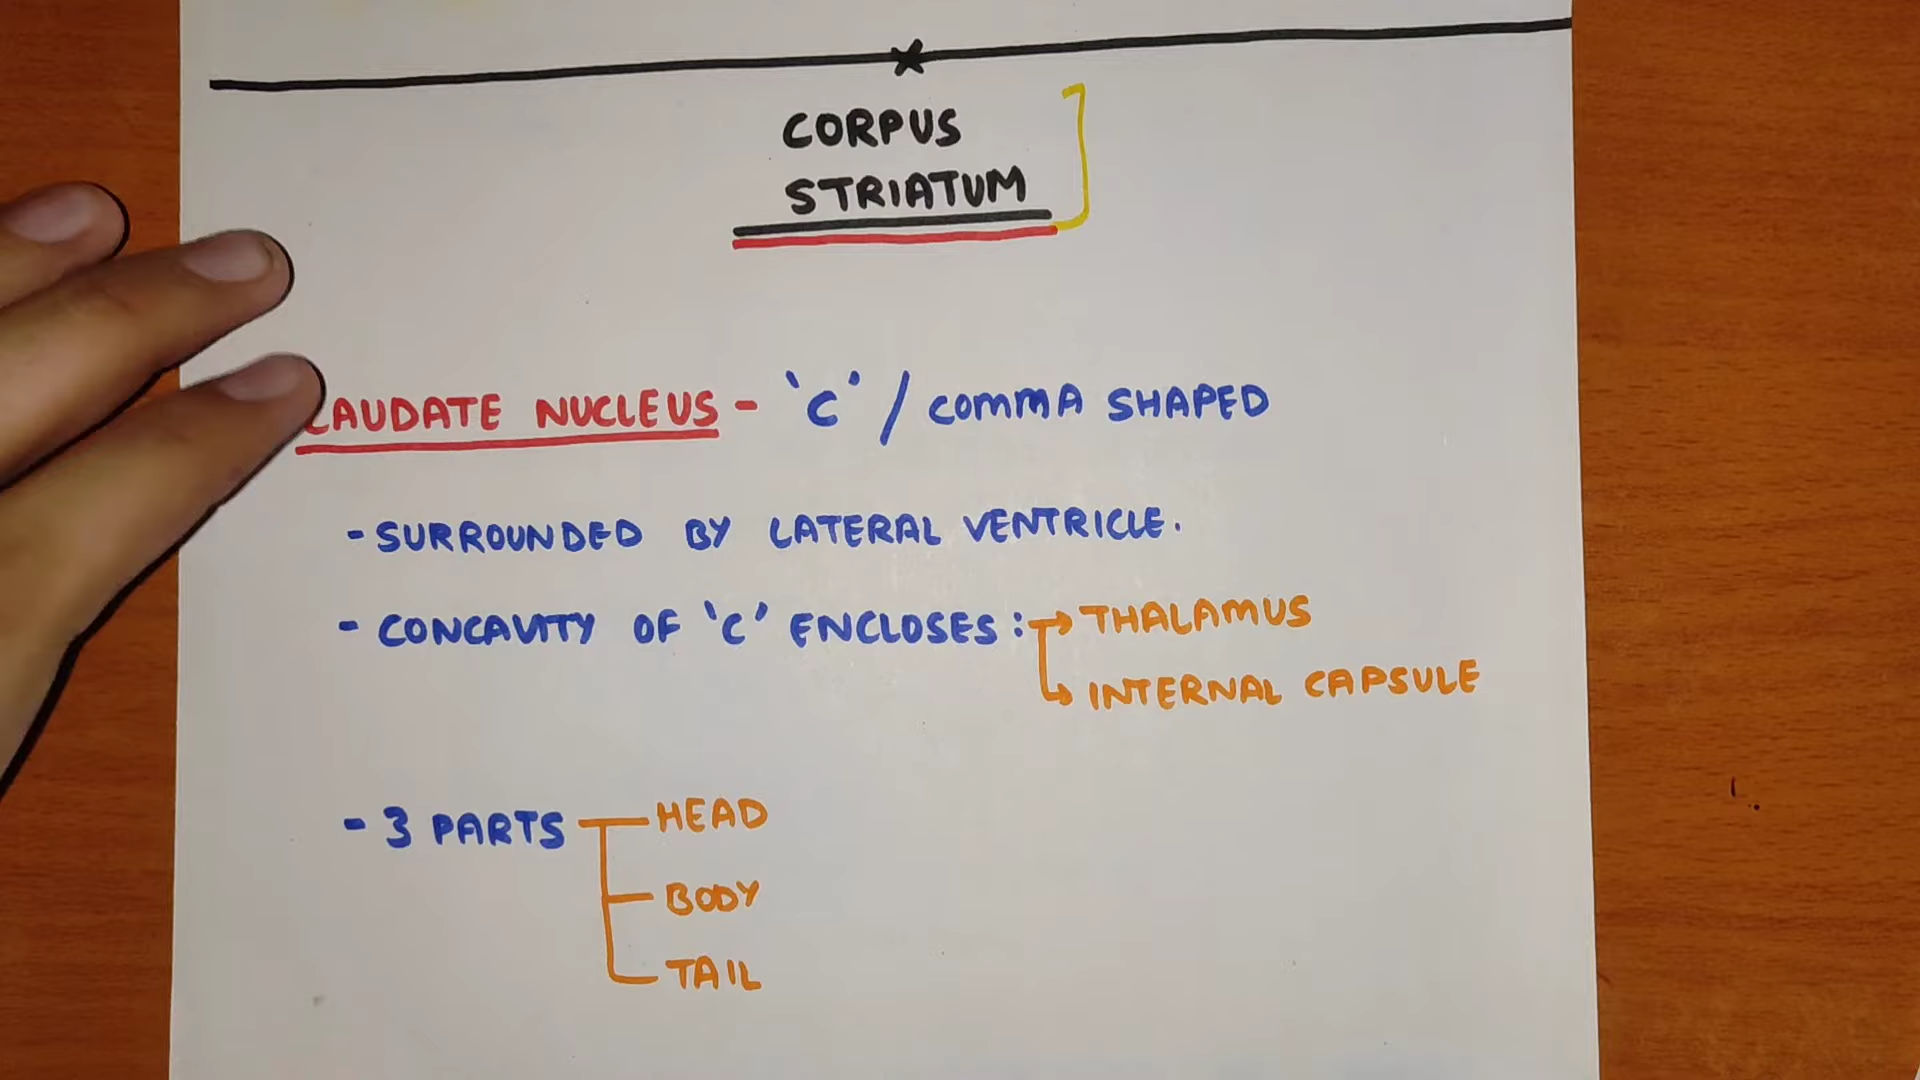 CORPUS
STRIATUM
CAUDATE NUCLEUS - 'C' / COMMA SHAPED
- SURROUNDED BY LATERAL VENTRICLE.
- CONCAVITY OF 'C' ENCLOSES : → THALAMUS
↳ INTERNAL CAPSULE
- 3 PARTS HEAD
BODY
TAIL